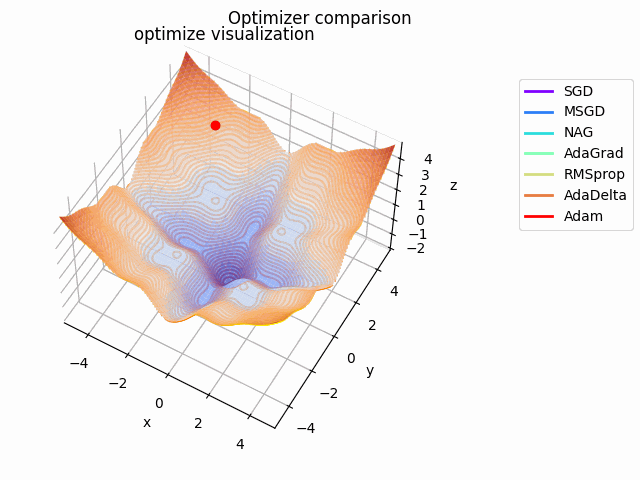 Optimizer comparison
optimize visualization
SGD
MSGD
NAG
AdaGrad
RMSprop
AdaDelta
Adam
z
4
3
2
1
0
−1
−2
4
2
0
−2
−4
y
−4
−2
0
2
4
x